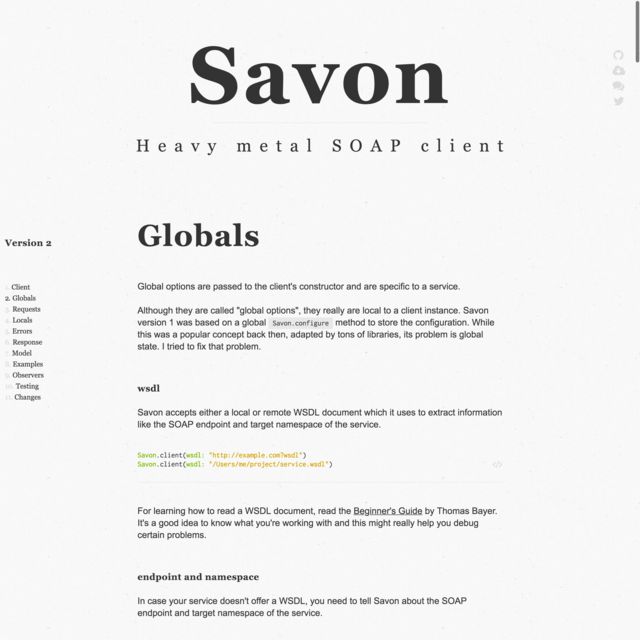 Savon
Heavy metal SOAP client
Version 2
1. Client
2. Globals
3. Requests
4. Locals
5. Errors
6. Response
7. Model
8. Examples
9. Observers
10. Testing
11. Changes
Globals
Global options are passed to the client's constructor and are specific to a service.
Although they are called "global options", they really are local to a client instance. Savon
version 1 was based on a global Savon.configure method to store the configuration. While
this was a popular concept back then, adapted by tons of libraries, its problem is global
state. I tried to fix that problem.
wsdl
Savon accepts either a local or remote WSDL document which it uses to extract information
like the SOAP endpoint and target namespace of the service.
Savon.client(wsdl: "http://example.com?wsdl")
Savon.client(wsdl: "/Users/me/project/service.wsdl")
</>
For learning how to read a WSDL document, read the Beginner's Guide by Thomas Bayer.
It's a good idea to know what you're working with and this might really help you debug
certain problems.
endpoint and namespace
In case your service doesn't offer a WSDL, you need to tell Savon about the SOAP
endpoint and target namespace of the service.